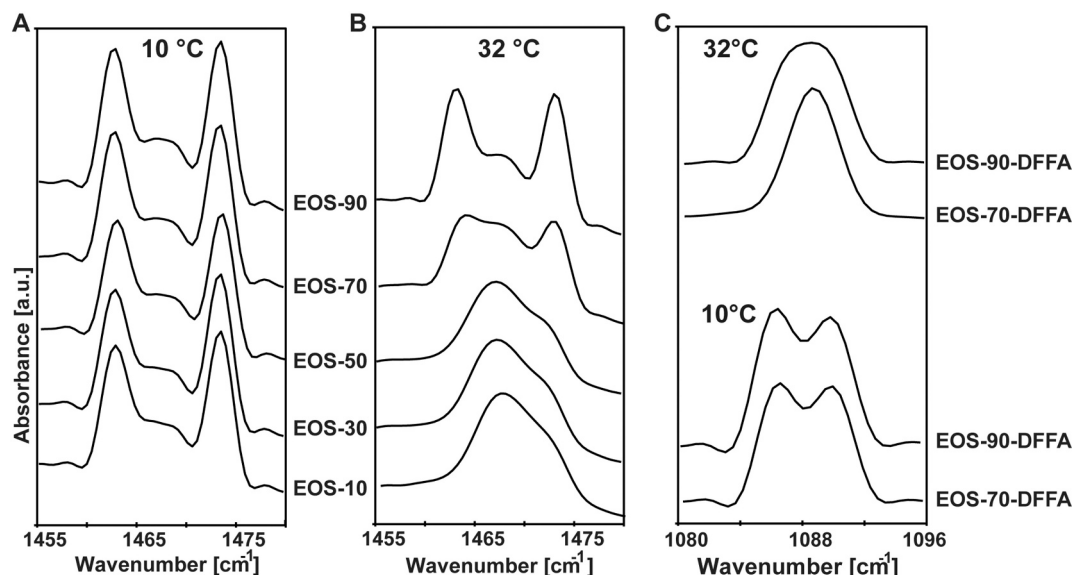 A
10 °C
B
32 °C
C
32°C
EOS-90-DFFA
EOS-70-DFFA
EOS-90
EOS-70
10°C
EOS-50
EOS-30
EOS-10
EOS-90-DFFA
EOS-70-DFFA
Absorbance [a.u.]
1455 1465 1475
Wavenumber [cm-1]
1455 1465 1475
Wavenumber [cm-1]
1080 1088 1096
Wavenumber [cm-1]